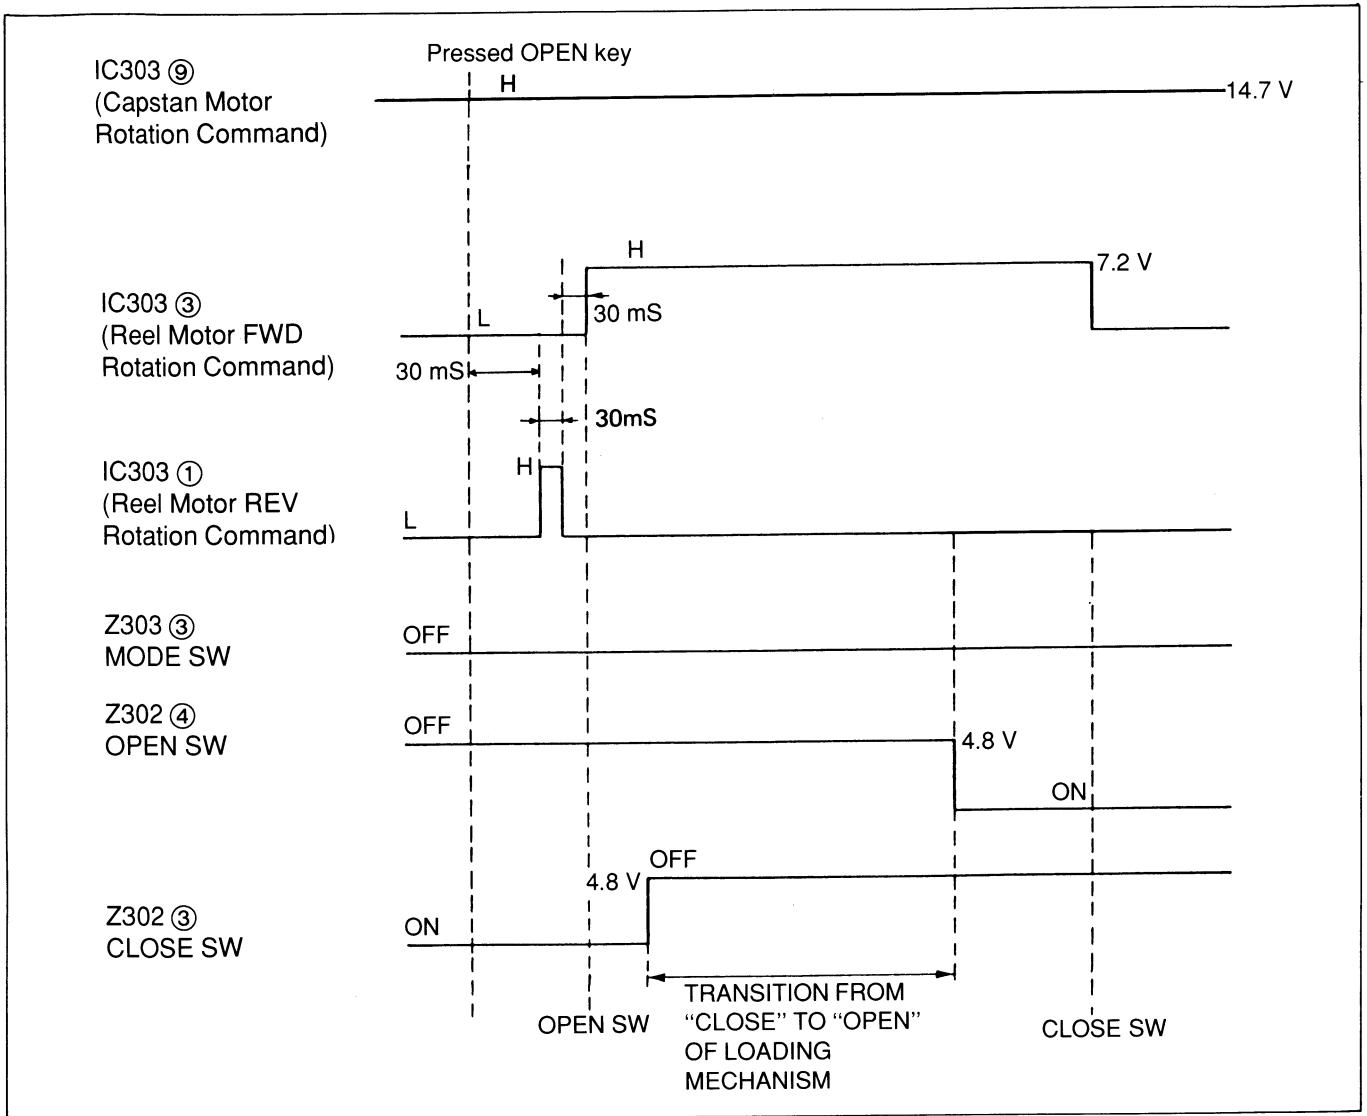 Pressed OPEN key
IC303 ⑨
(Capstan Motor
Rotation Command)
H
14.7 V
H
7.2 V
IC303 ③
(Reel Motor FWD
Rotation Command)
L
30 mS
30 mS
30mS
IC303 ①
(Reel Motor REV
Rotation Command)
H
L
Z303 ③
MODE SW
OFF
Z302 ④
OPEN SW
OFF
4.8 V
ON
OFF
4.8 V
Z302 ③
CLOSE SW
ON
OPEN SW
TRANSITION FROM
“CLOSE” TO “OPEN”
OF LOADING
MECHANISM
CLOSE SW